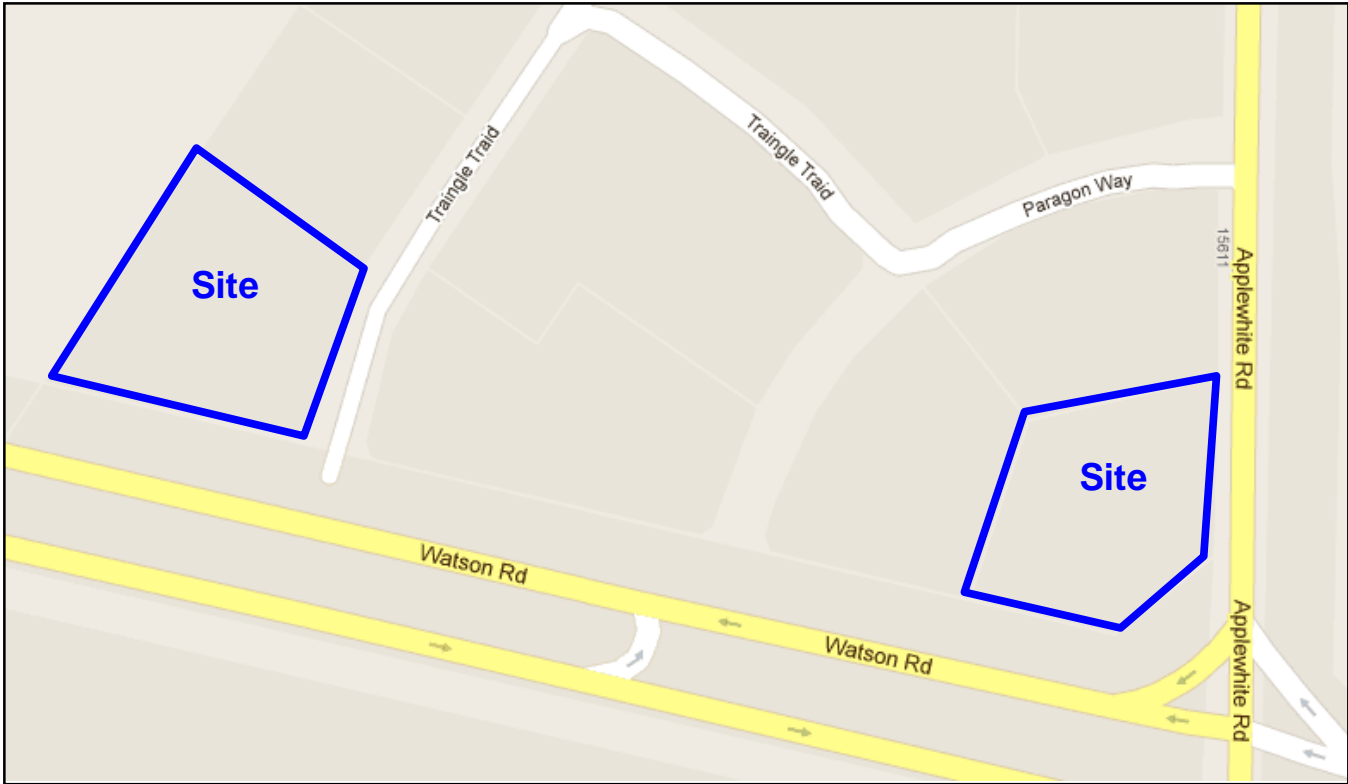 Traingle Traid
Traingle Traid
Paragon Way
15611
Applewhite Rd
Site
Site
Watson Rd
Watson Rd
Applewhite Rd